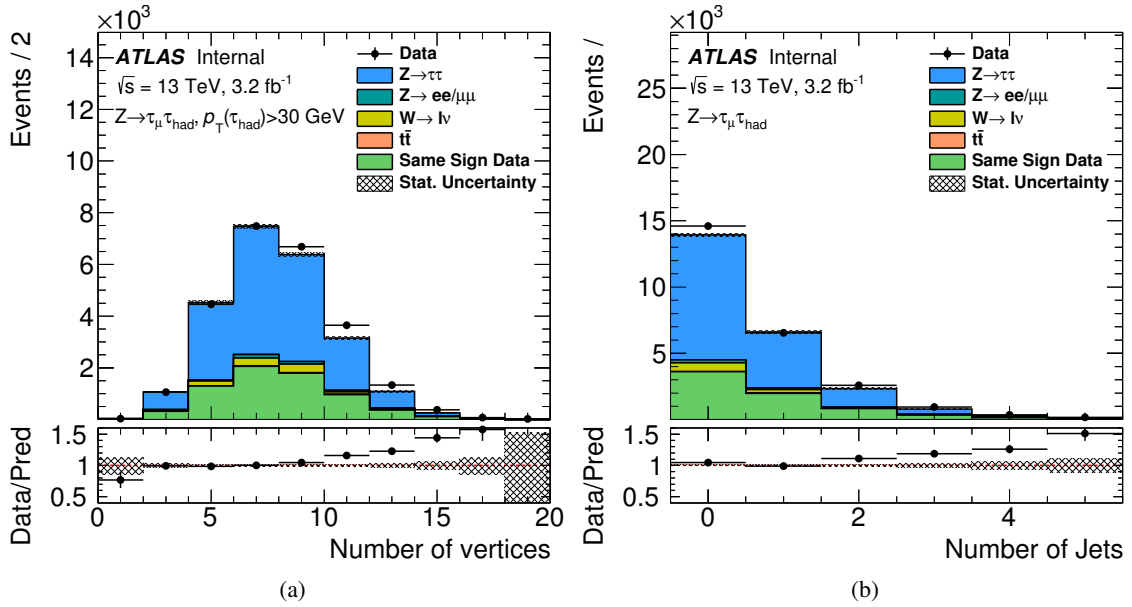 ×10³
Events / 2
14
12
10
8
6
4
2
ATLAS Internal
√s = 13 TeV, 3.2 fb⁻¹
Z→τμτhad, pT(τhad)>30 GeV
Data
Z→ττ
Z→ ee/μμ
W→ lν
tt̄
Same Sign Data
Stat. Uncertainty
Data/Pred
1.5
1
0.5
0 5 10 15 20
Number of vertices
(a)
×10³
Events /
25
20
15
10
5
ATLAS Internal
√s = 13 TeV, 3.2 fb⁻¹
Z→τμτhad
Data
Z→ττ
Z→ ee/μμ
W→ lν
tt̄
Same Sign Data
Stat. Uncertainty
Data/Pred
1.5
1
0.5
0 2 4
Number of Jets
(b)